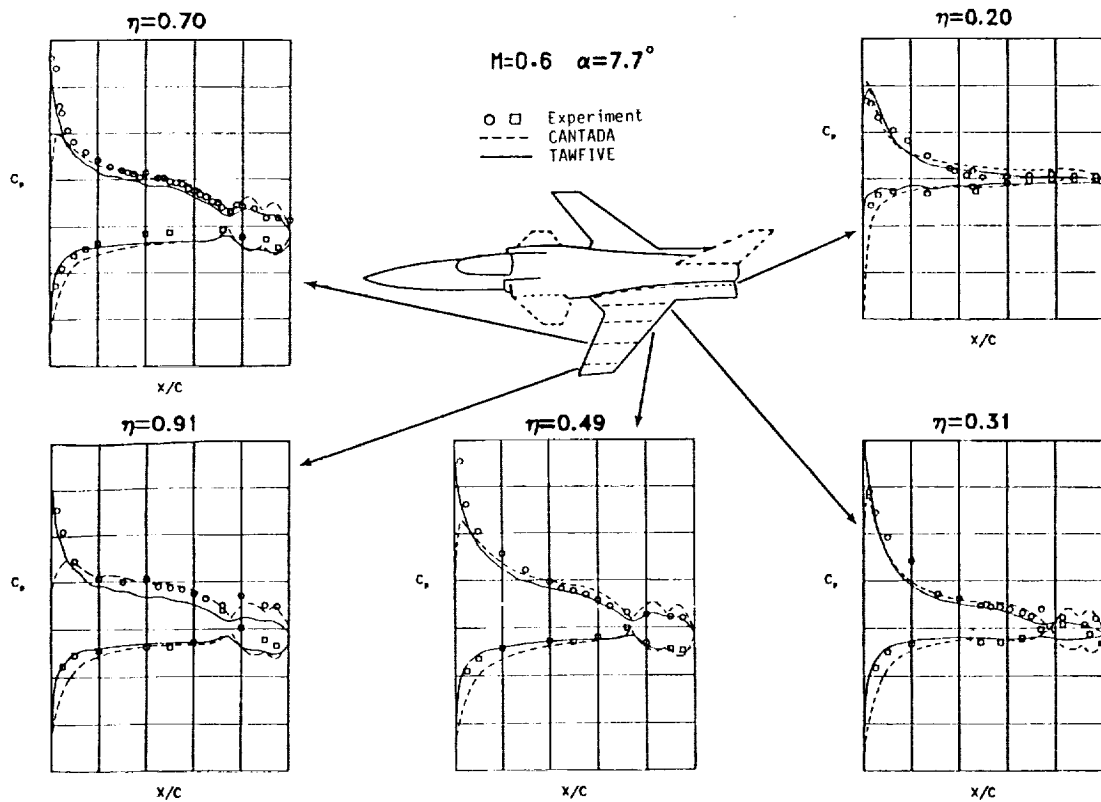 η=0.70
η=0.20
M=0.6 α=7.7°
○ □ Experiment
CANTADA
TAWFIVE
Cₚ
Cₚ
X/C
X/C
η=0.91
η=0.49
η=0.31
Cₚ
Cₚ
Cₚ
X/C
X/C
X/C